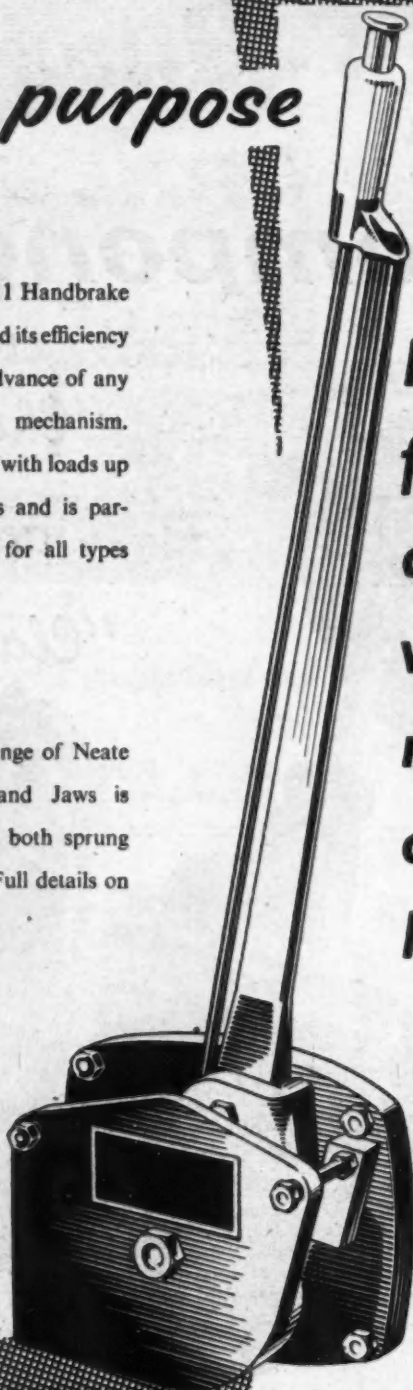 purpose
1 Handbrake
d its efficiency
dvance of any
mechanism.
with loads up
s and is par-
for all types
nge of Neate
and Jaws is
both sprung
Full details on